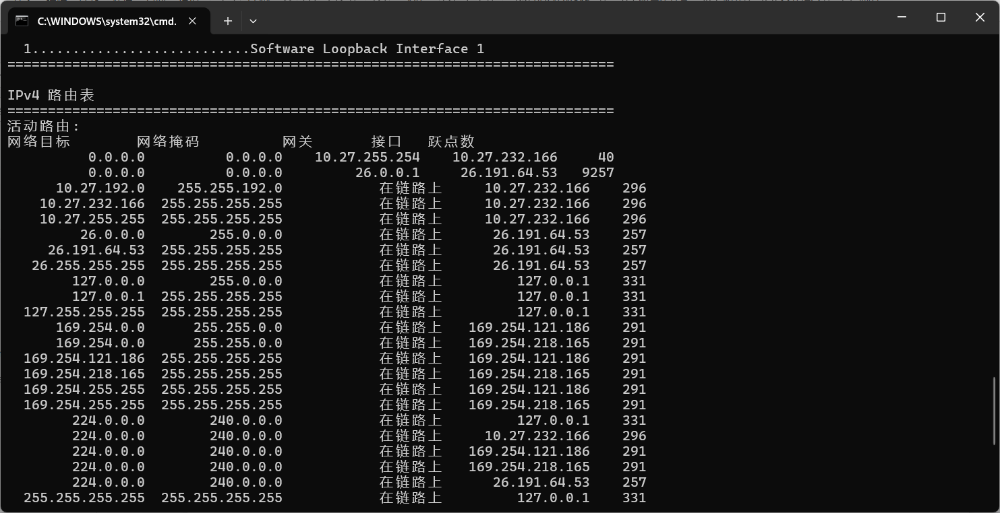 C:\WINDOWS\system32\cmd.
1...........................Software Loopback Interface 1
===========================================================================
IPv4 路由表
===========================================================================
活动路由:
网络目标 网络掩码 网关 接口 跃点数
0.0.0.0 0.0.0.0 10.27.255.254 10.27.232.166 40
0.0.0.0 0.0.0.0 26.0.0.1 26.191.64.53 9257
10.27.192.0 255.255.192.0 在链路上 10.27.232.166 296
10.27.232.166 255.255.255.255 在链路上 10.27.232.166 296
10.27.255.255 255.255.255.255 在链路上 10.27.232.166 296
26.0.0.0 255.0.0.0 在链路上 26.191.64.53 257
26.191.64.53 255.255.255.255 在链路上 26.191.64.53 257
26.255.255.255 255.255.255.255 在链路上 26.191.64.53 257
127.0.0.0 255.0.0.0 在链路上 127.0.0.1 331
127.0.0.1 255.255.255.255 在链路上 127.0.0.1 331
127.255.255.255 255.255.255.255 在链路上 127.0.0.1 331
169.254.0.0 255.255.0.0 在链路上 169.254.121.186 291
169.254.0.0 255.255.0.0 在链路上 169.254.218.165 291
169.254.121.186 255.255.255.255 在链路上 169.254.121.186 291
169.254.218.165 255.255.255.255 在链路上 169.254.218.165 291
169.254.255.255 255.255.255.255 在链路上 169.254.121.186 291
169.254.255.255 255.255.255.255 在链路上 169.254.218.165 291
224.0.0.0 240.0.0.0 在链路上 127.0.0.1 331
224.0.0.0 240.0.0.0 在链路上 10.27.232.166 296
224.0.0.0 240.0.0.0 在链路上 169.254.121.186 291
224.0.0.0 240.0.0.0 在链路上 169.254.218.165 291
224.0.0.0 240.0.0.0 在链路上 26.191.64.53 257
255.255.255.255 255.255.255.255 在链路上 127.0.0.1 331